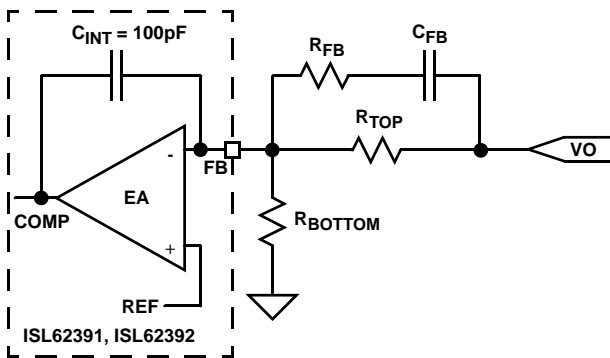 C_INT = 100pF
R_FB
C_FB
R_TOP
VO
-
FB
EA
COMP
R_BOTTOM
+
REF
ISL62391, ISL62392